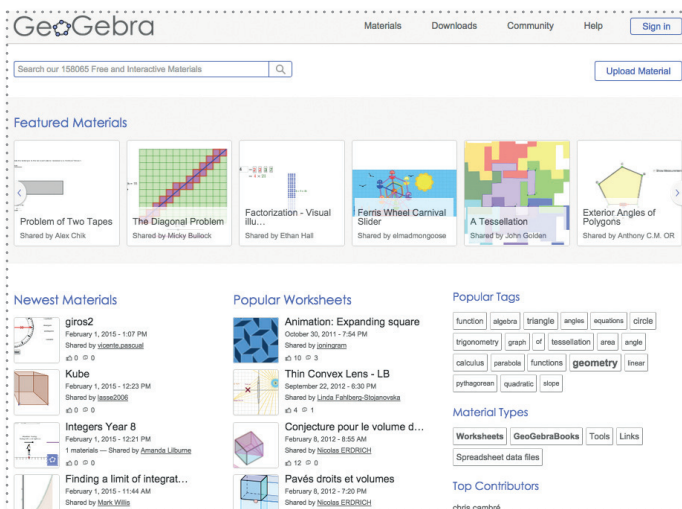 GeoGebra
Materials Downloads Community Help Sign in
Search our 158065 Free and Interactive Materials
Upload Material
Featured Materials
Problem of Two Tapes
Shared by Alex Chik
The Diagonal Problem
Shared by Micky Bullock
Factorization - Visual
illu...
Shared by Ethan Hall
Ferris Wheel Carnival
Slider
Shared by elmadmongoose
A Tessellation
Shared by John Golden
Exterior Angles of
Polygons
Shared by Anthony C.M. OR
Newest Materials
giros2
February 1, 2015 - 1:07 PM
Shared by vicente.pascual
0 0
Kube
February 1, 2015 - 12:23 PM
Shared by lasse2006
0 0
Integers Year 8
February 1, 2015 - 12:21 PM
1 materials — Shared by Amanda Lilburne
0 0
Finding a limit of integrat...
February 1, 2015 - 11:44 AM
Shared by Mark Willis
Popular Worksheets
Animation: Expanding square
October 30, 2011 - 7:54 PM
Shared by joningram
10 3
Thin Convex Lens - LB
September 22, 2012 - 6:30 PM
Shared by Linda Fahlberg-Stojanovska
4 1
Conjecture pour le volume d...
February 8, 2012 - 8:55 AM
Shared by Nicolas ERDRICH
12 0
Pavés droits et volumes
February 8, 2012 - 7:20 PM
Shared by Nicolas ERDRICH
Popular Tags
function algebra triangle angles equations circle
trigonometry graph of tessellation area angle
calculus parabola functions geometry linear
pythagorean quadratic slope
Material Types
Worksheets GeoGebraBooks Tools Links
Spreadsheet data files
Top Contributors
chris cambré